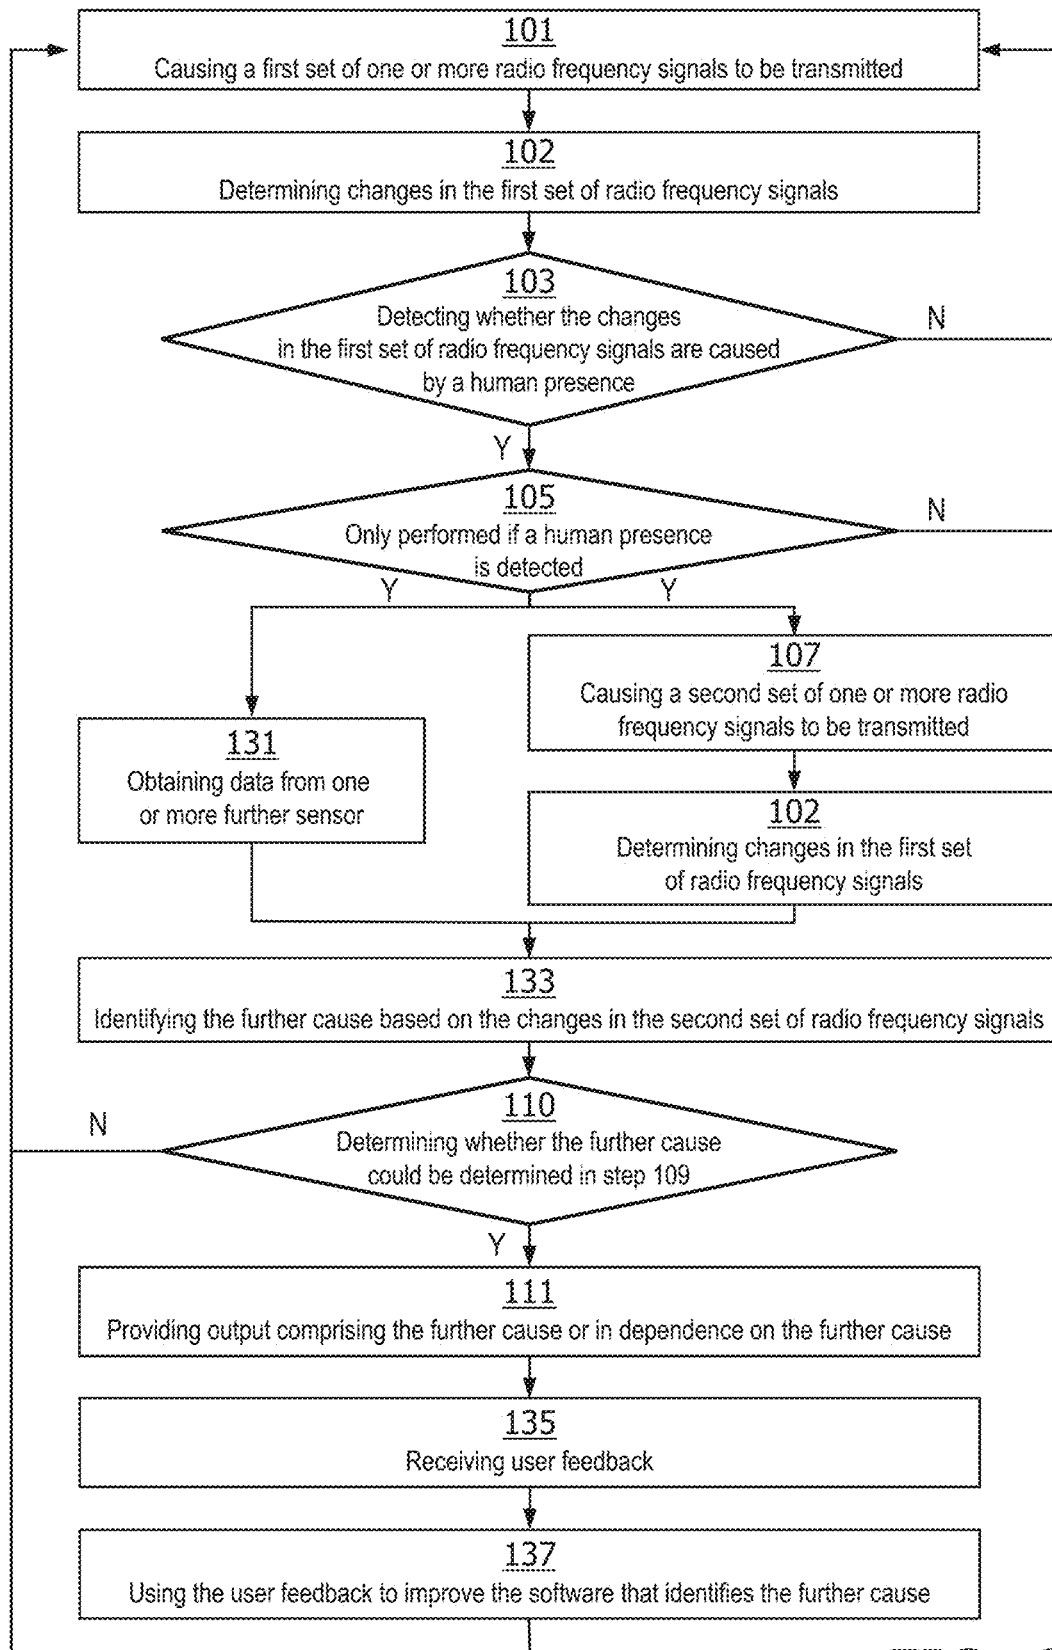 101
Causing a first set of one or more radio frequency signals to be transmitted
102
Determining changes in the first set of radio frequency signals
103
Detecting whether the changes
in the first set of radio frequency signals are caused
by a human presence
N
Y
105
Only performed if a human presence
is detected
N
Y
Y
107
Causing a second set of one or more radio
frequency signals to be transmitted
131
Obtaining data from one
or more further sensor
102
Determining changes in the first set
of radio frequency signals
133
Identifying the further cause based on the changes in the second set of radio frequency signals
110
Determining whether the further cause
could be determined in step 109
N
Y
111
Providing output comprising the further cause or in dependence on the further cause
135
Receiving user feedback
137
Using the user feedback to improve the software that identifies the further cause